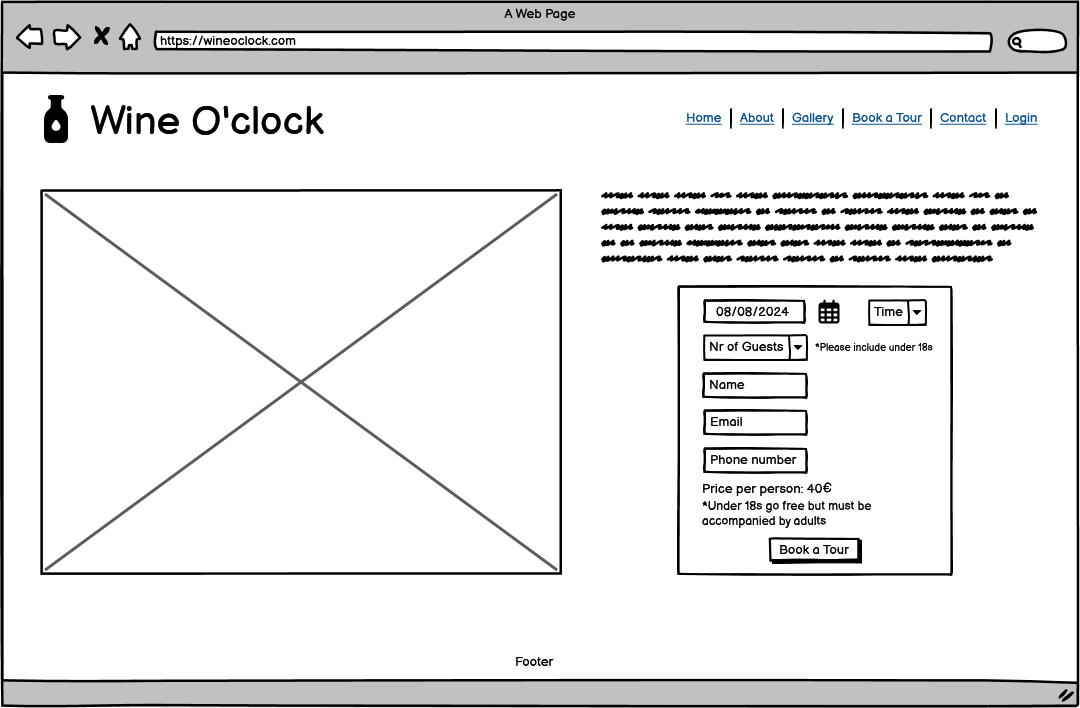 A Web Page
https://wineoclock.com
Wine O'clock
Home About Gallery Book a Tour Contact Login
08/08/2024 Time
Nr of Guests *Please include under 18s
Name
Email
Phone number
Price per person: 40€
*Under 18s go free but must be
accompanied by adults
Book a Tour
Footer